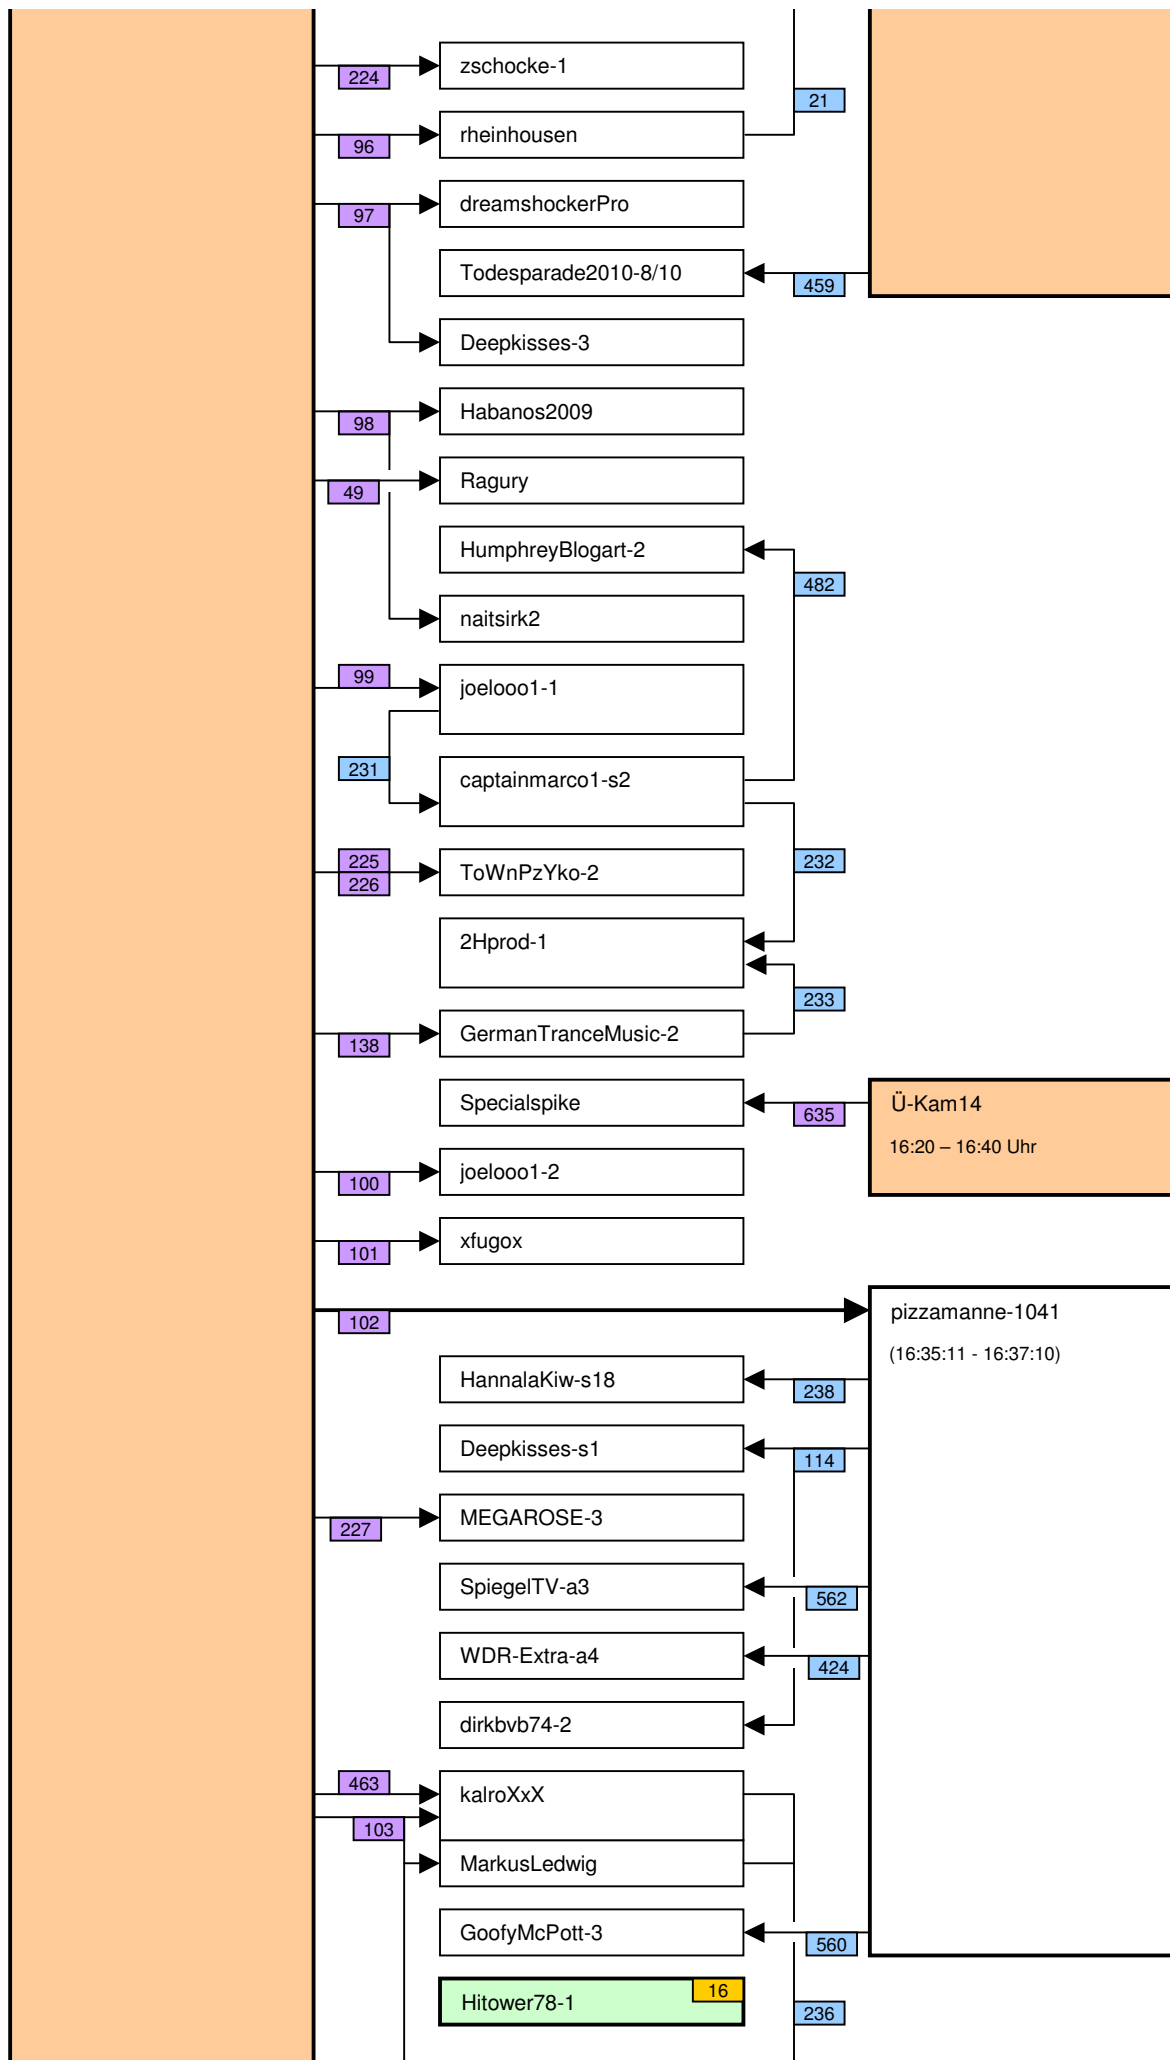 zschocke-1
224
21
rheinhousen
96
dreamshockerPro
97
Todesparade2010-8/10
459
Deepkisses-3
Habanos2009
98
Ragury
49
HumphreyBlogart-2
482
naitsirk2
99
joelooo1-1
231
captainmarco1-s2
225
232
ToWnPzYko-2
226
2Hprod-1
233
GermanTranceMusic-2
138
Specialspike
635
Ü-Kam14
16:20 – 16:40 Uhr
joelooo1-2
100
xfugox
101
102
pizzamanne-1041
(16:35:11 - 16:37:10)
HannalaKiw-s18
238
Deepkisses-s1
114
MEGAROSE-3
227
SpiegelTV-a3
562
WDR-Extra-a4
424
dirkbvb74-2
463
kalroXxX
103
MarkusLedwig
GoofyMcPott-3
560
16
Hitower78-1
236